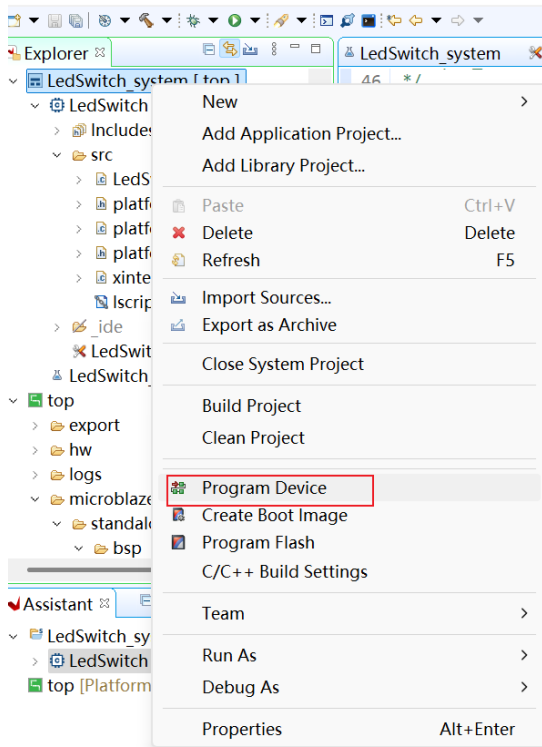 Explorer
LedSwitch_system
LedSwitch_system [ top ]
46 */
LedSwitch
Includes
src
LedS
platf
platf
platf
xinte
lscrip
_ide
LedSwit
LedSwitch_
top
export
hw
logs
microblaze
standal
bsp
New
Add Application Project...
Add Library Project...
Paste Ctrl+V
Delete Delete
Refresh F5
Import Sources...
Export as Archive
Close System Project
Build Project
Clean Project
Program Device
Create Boot Image
Program Flash
C/C++ Build Settings
Team
Run As
Debug As
Properties Alt+Enter
Assistant
LedSwitch_sy
LedSwitch
top [Platform